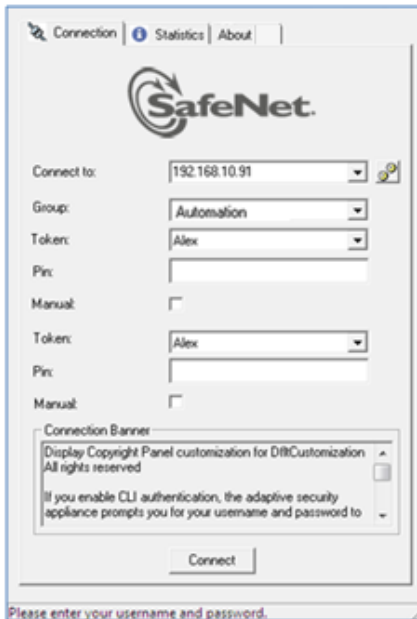 Connection Statistics About
SafeNet.
Connect to: 192.168.10.91
Group: Automation
Token: Alex
Pin:
Manual:
Token: Alex
Pin:
Manual:
Connection Banner
Display Copyright Panel customization for DfltCustomization
All rights reserved
If you enable CLI authentication, the adaptive security
appliance prompts you for your username and password to
Connect
Please enter your username and password.